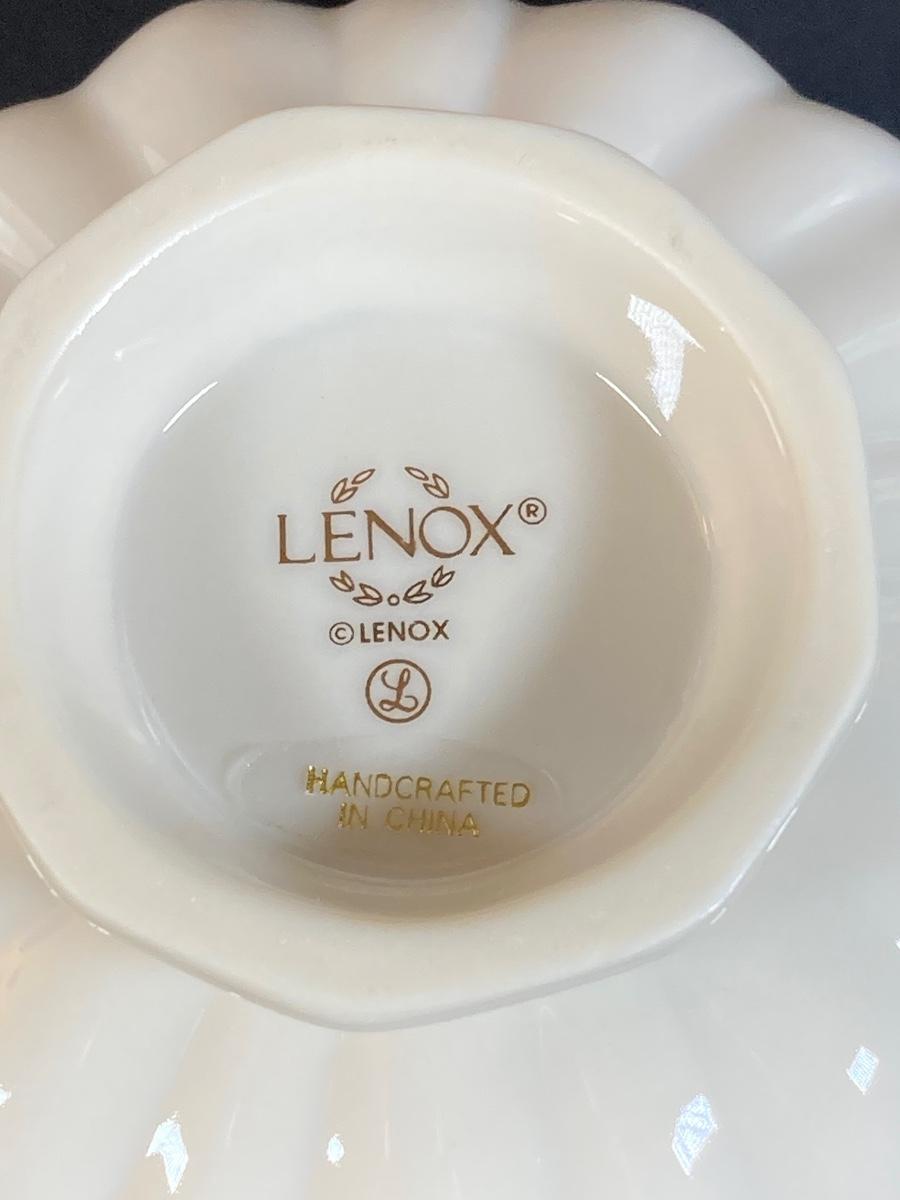 LENOX®
©LENOX
L
HANDCRAFTED
IN CHINA